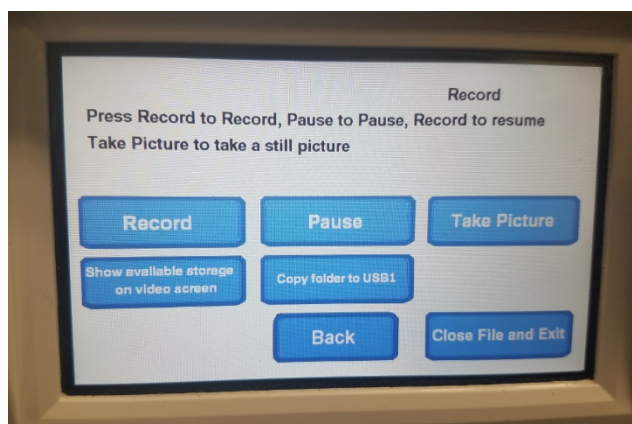 Record
Press Record to Record, Pause to Pause, Record to resume
Take Picture to take a still picture
Record
Pause
Take Picture
Show available storage
on video screen
Copy folder to USB1
Back
Close File and Exit